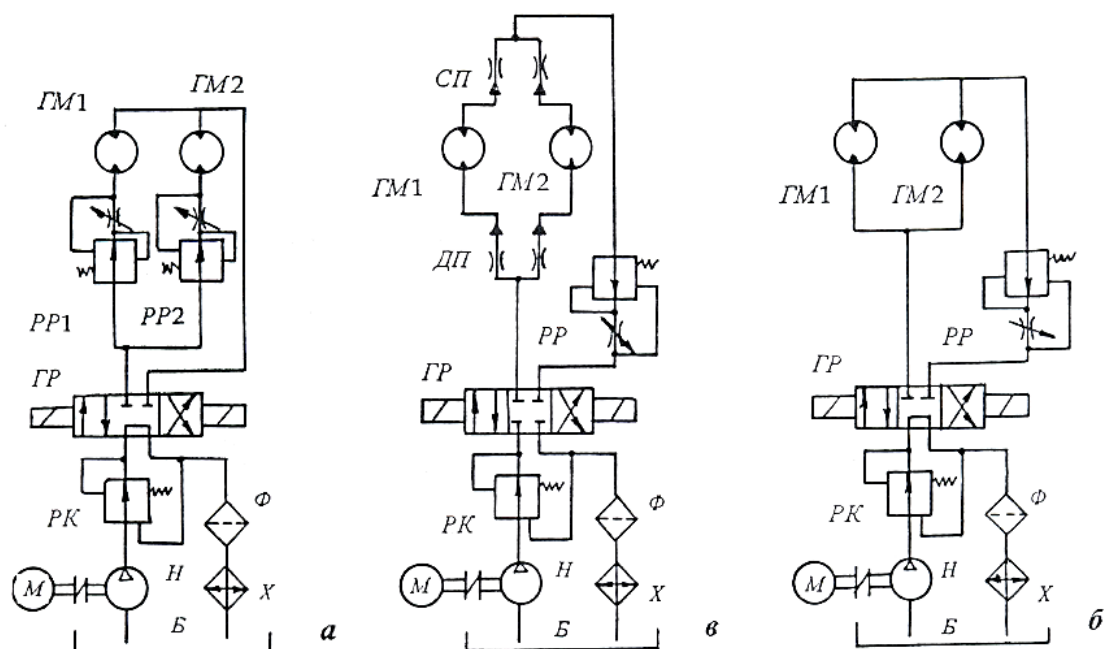 ГМ1
ГМ2
РР1
РР2
ГР
РК
Ф
М
Н
Х
Б
а
СП
ГМ1
ГМ2
ДП
РР
ГР
РК
Ф
М
Н
Х
Б
в
ГМ1
ГМ2
РР
ГР
РК
Ф
М
Н
Х
Б
б